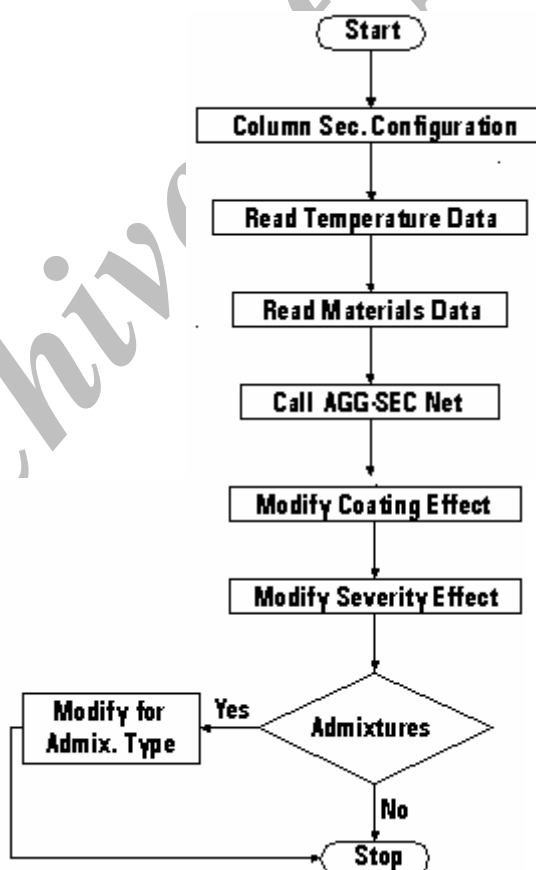 Start
Column Sec. Configuration
Read Temperature Data
Read Materials Data
Call AGG-SEC Net
Modify Coating Effect
Modify Severity Effect
Admixtures
Yes
Modify for
Admix. Type
No
Stop